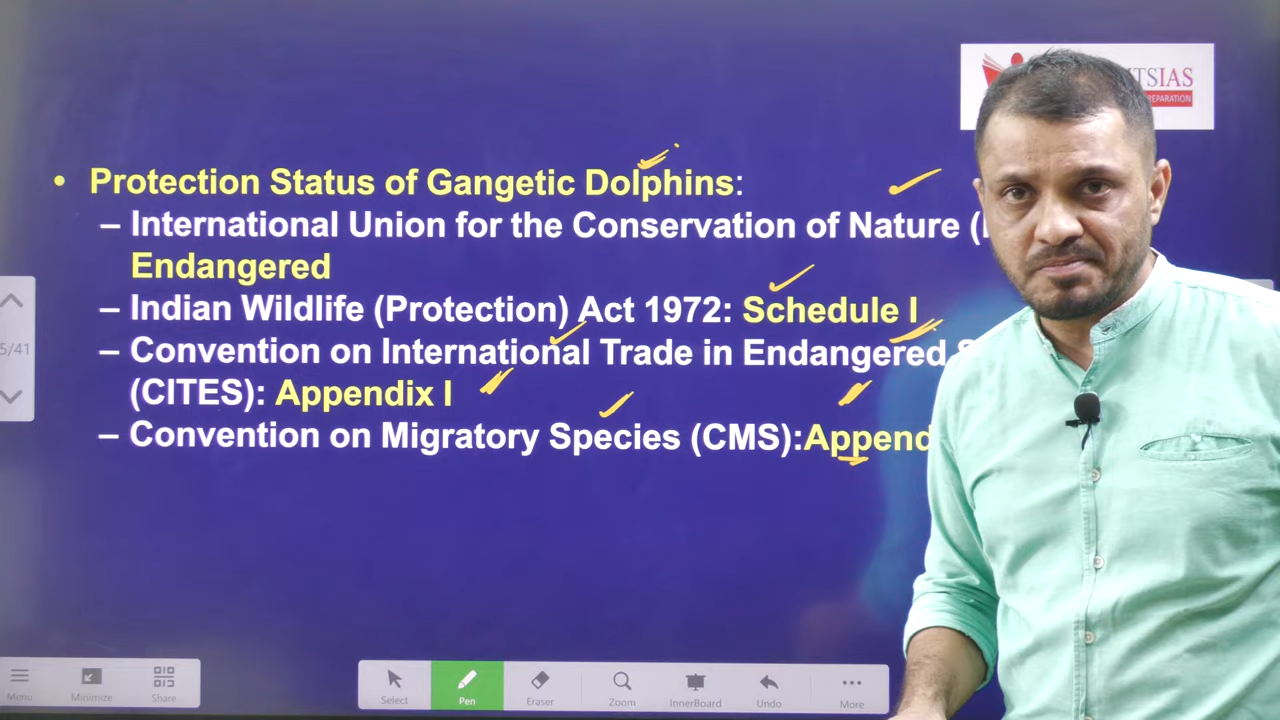 TSIAS
REPARATION
• Protection Status of Gangetic Dolphins:
– International Union for the Conservation of Nature (
Endangered
– Indian Wildlife (Protection) Act 1972: Schedule I
– Convention on International Trade in Endangered
(CITES): Appendix I
– Convention on Migratory Species (CMS):Append
5/41
Menu Minimize Share Select Pen Eraser Zoom InnerBoard Undo More